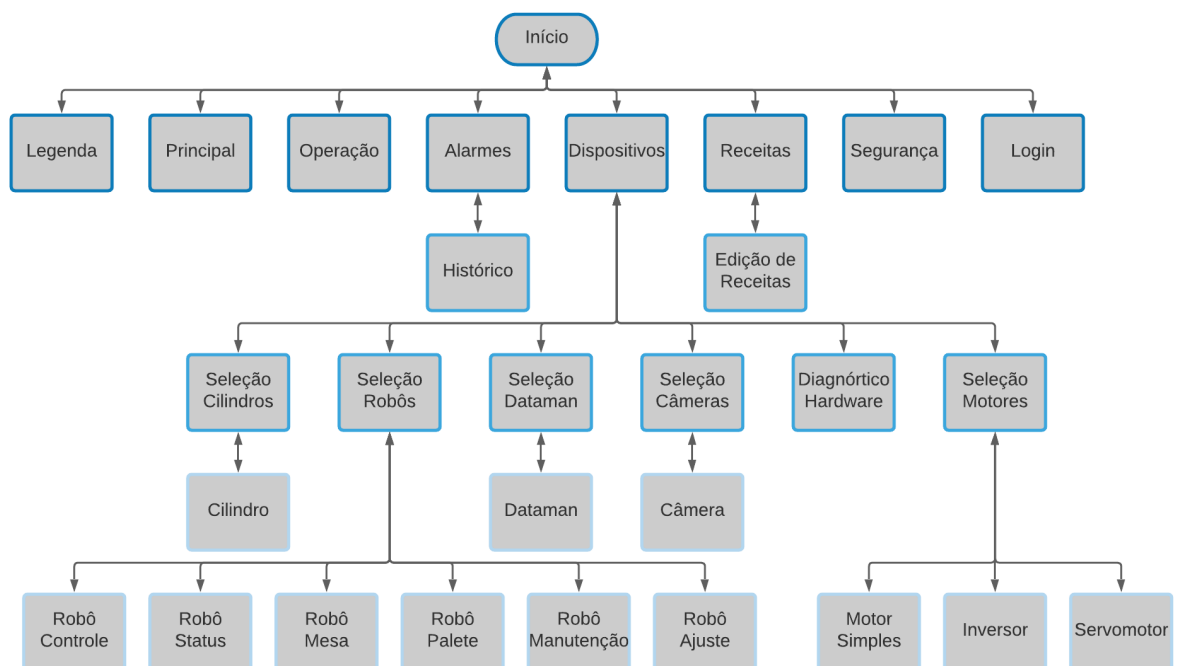 Início
Legenda
Principal
Operação
Alarmes
Dispositivos
Receitas
Segurança
Login
Histórico
Edição de
Receitas
Seleção
Cilindros
Seleção
Robôs
Seleção
Dataman
Seleção
Câmeras
Diagnórtico
Hardware
Seleção
Motores
Cilindro
Dataman
Câmera
Robô
Controle
Robô
Status
Robô
Mesa
Robô
Palete
Robô
Manutenção
Robô
Ajuste
Motor
Simples
Inversor
Servomotor